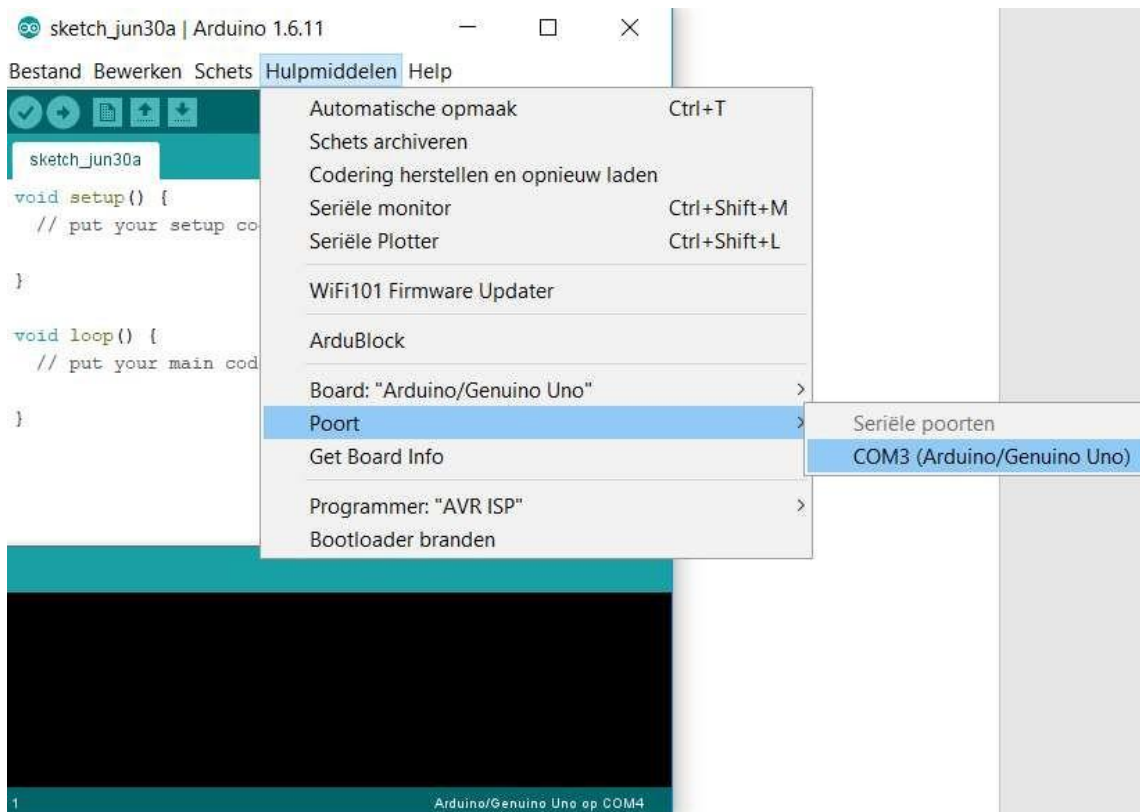 sketch_jun30a | Arduino 1.6.11
Bestand Bewerken Schets Hulpmiddelen Help
sketch_jun30a
void setup() {
// put your setup co
}
void loop() {
// put your main cod
}
Automatische opmaak Ctrl+T
Schets archiveren
Codering herstellen en opnieuw laden
Seriële monitor Ctrl+Shift+M
Seriële Plotter Ctrl+Shift+L
WiFi101 Firmware Updater
ArduBlock
Board: "Arduino/Genuino Uno"
Poort
Get Board Info
Programmer: "AVR ISP"
Bootloader branden
Seriële poorten
COM3 (Arduino/Genuino Uno)
1 Arduino/Genuino Uno op COM4